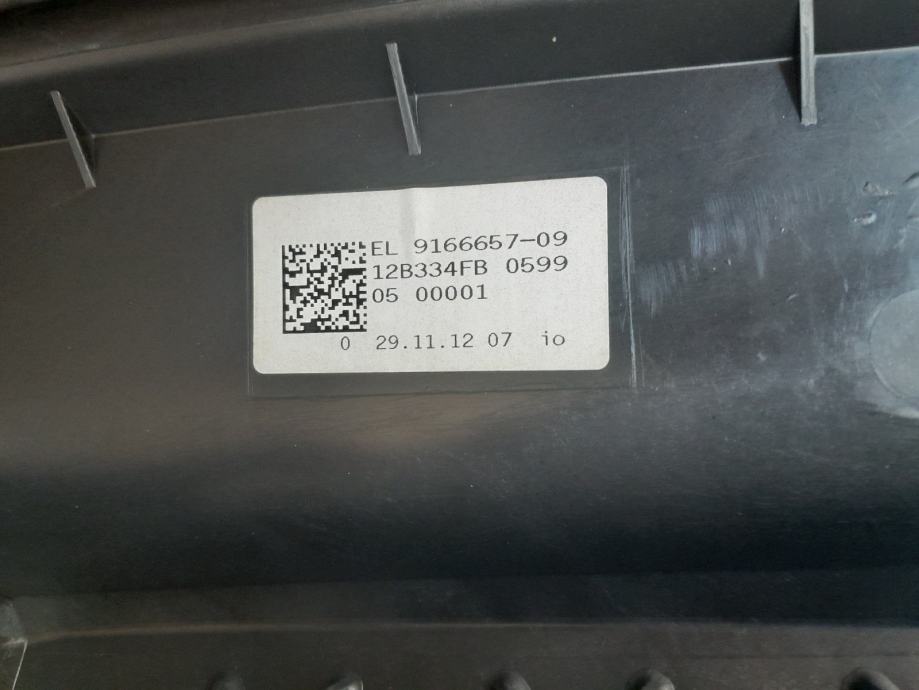 EL 9166657-09
12B334FB 0599
05 00001
0 29.11.12 07 io